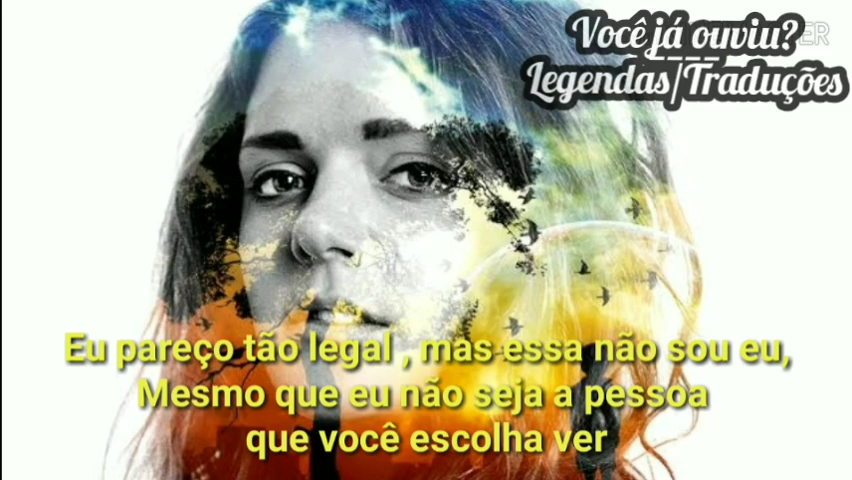 Você já ouviu?
Legendas/Traduções
Eu pareço tão legal , mas essa não sou eu,
Mesmo que eu não seja a pessoa
que você escolha ver